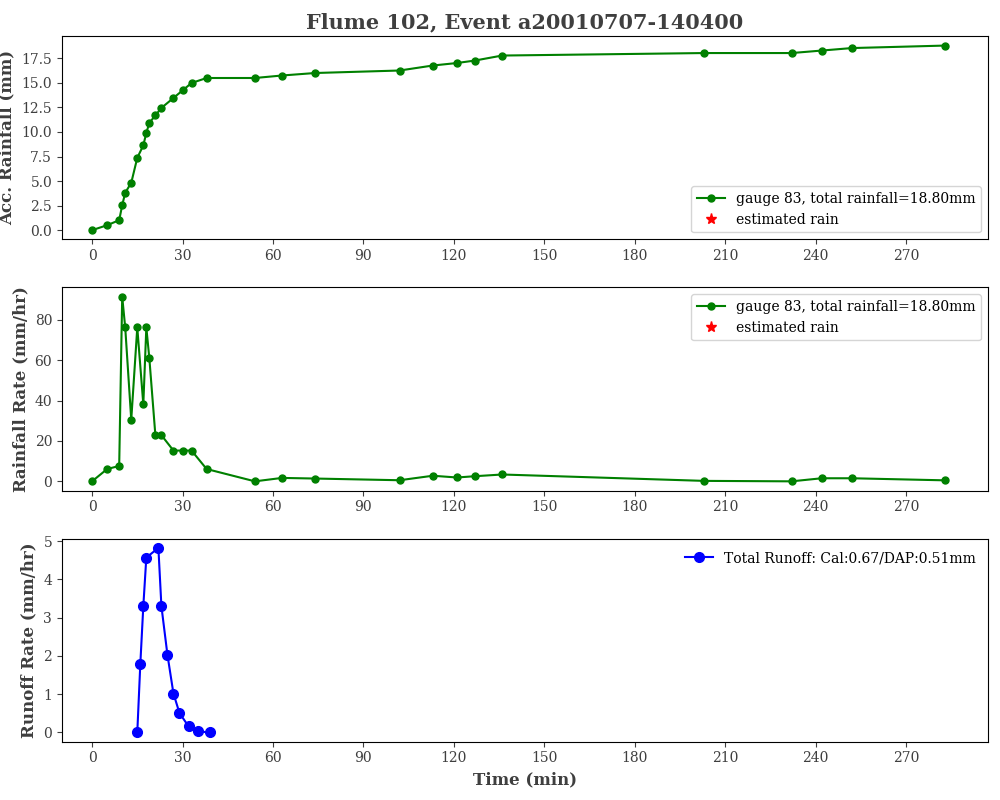 Flume 102, Event a20010707-140400
Acc. Rainfall (mm)
17.5
15.0
12.5
10.0
7.5
5.0
2.5
0.0
gauge 83, total rainfall=18.80mm
estimated rain
0 30 60 90 120 150 180 210 240 270
Rainfall Rate (mm/hr)
80
60
40
20
0
gauge 83, total rainfall=18.80mm
estimated rain
0 30 60 90 120 150 180 210 240 270
Runoff Rate (mm/hr)
5
4
3
2
1
0
Total Runoff: Cal:0.67/DAP:0.51mm
0 30 60 90 120 150 180 210 240 270
Time (min)